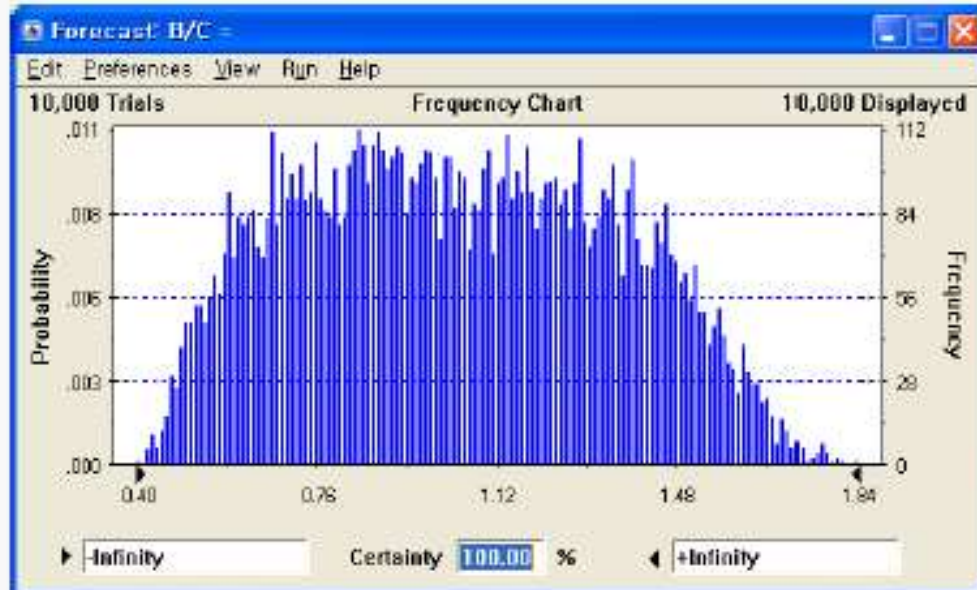 Forecast: B/C =
Edit Preferences View Run Help
10,000 Trials Frequency Chart 10,000 Displayed
.011
.008
.006
.003
.000
Probability
112
84
56
28
0
Frequency
0.40 0.76 1.12 1.48 1.84
-Infinity Certainty 100.00 % +Infinity